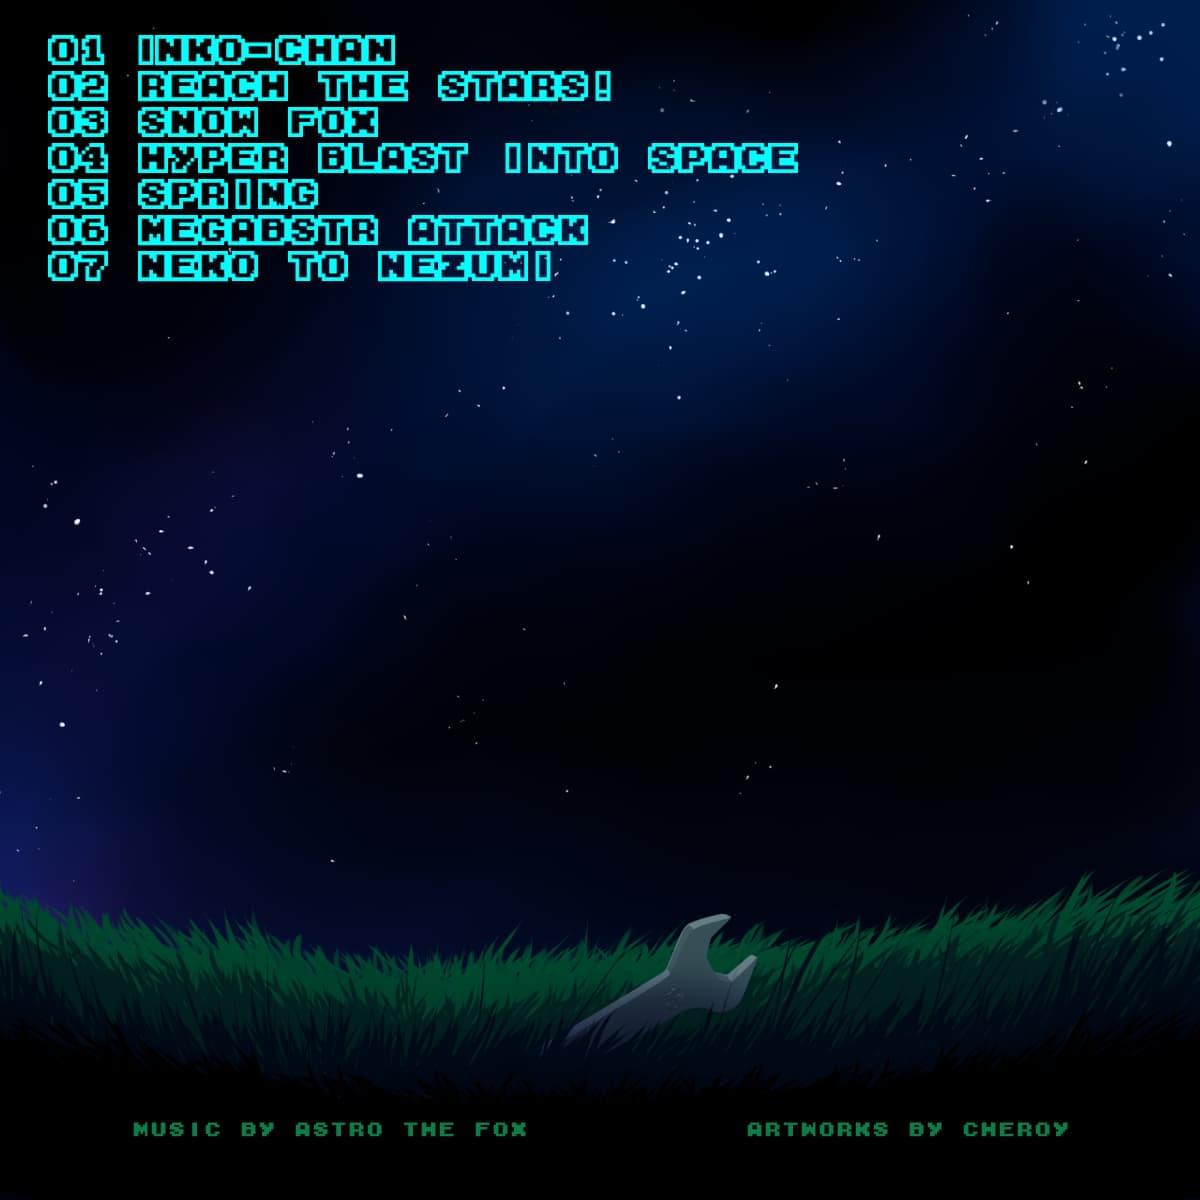 01 INKO-CHAN
02 REACH THE STARS!
03 SNOW FOX
04 HYPER BLAST INTO SPACE
05 SPRING
06 MEGABSTR ATTACK
07 NEKO TO NEZUMI
MUSIC BY ASTRO THE FOX
ARTWORKS BY CHEROY